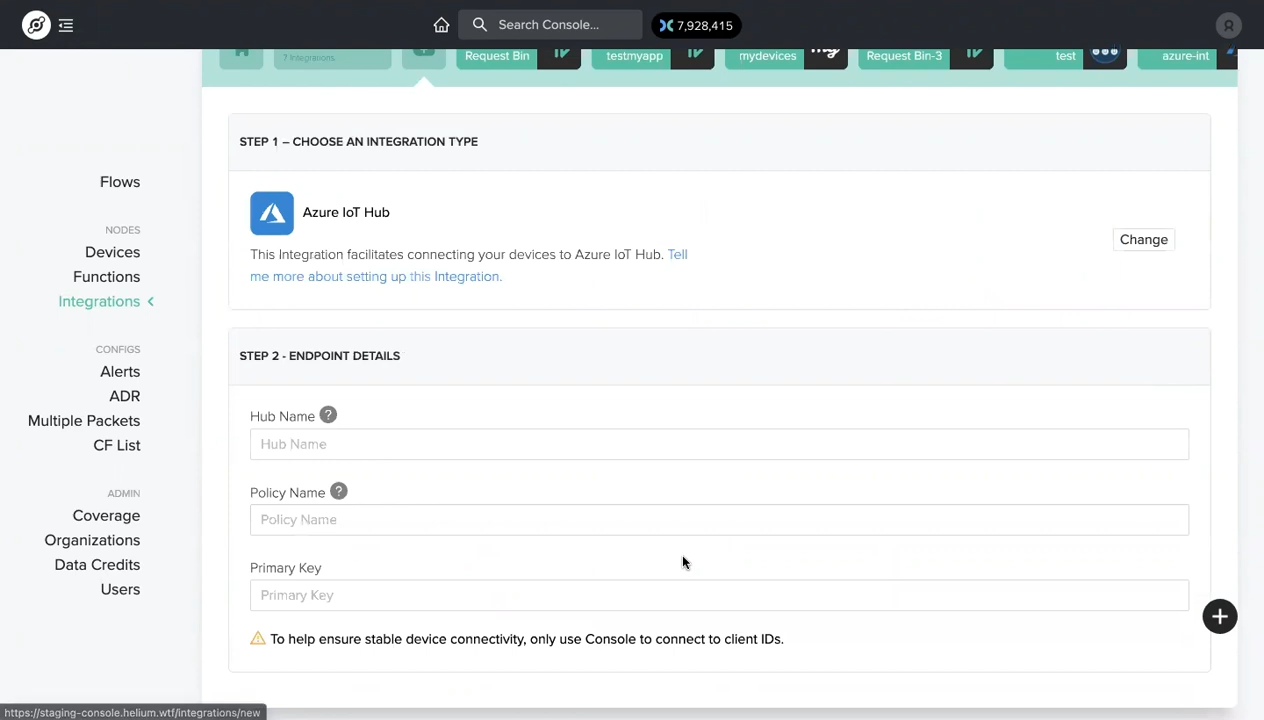 Search Console...
7,928,415
7 Integrations
Request Bin
testmyapp
mydevices
my
Request Bin-3
test
azure-int
Flows
NODES
Devices
Functions
Integrations
CONFIGS
Alerts
ADR
Multiple Packets
CF List
ADMIN
Coverage
Organizations
Data Credits
Users
STEP 1 – CHOOSE AN INTEGRATION TYPE
Azure IoT Hub
This Integration facilitates connecting your devices to Azure IoT Hub. Tell
me more about setting up this Integration.
Change
STEP 2 - ENDPOINT DETAILS
Hub Name ?
Hub Name
Policy Name ?
Policy Name
Primary Key
Primary Key
To help ensure stable device connectivity, only use Console to connect to client IDs.
https://staging-console.helium.wtf/integrations/new